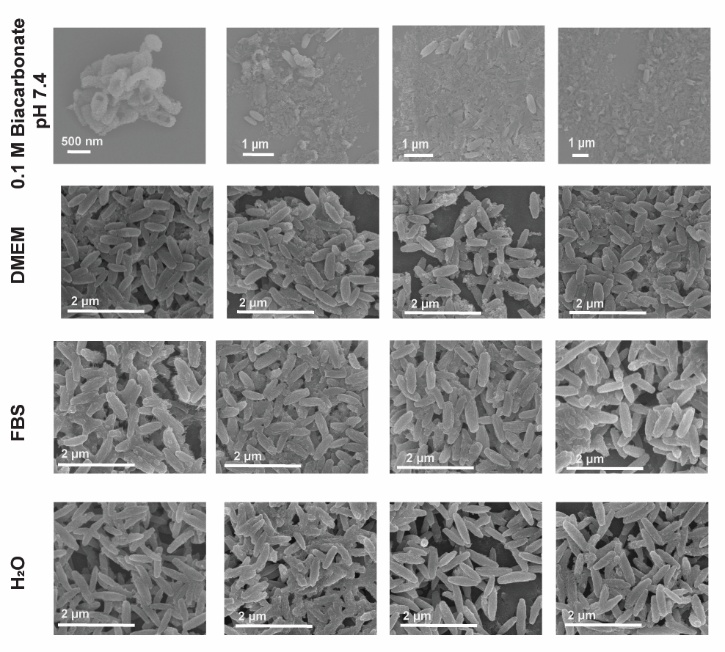 0.1 M Biacarbonate
pH 7.4
500 nm
1 µm
1 µm
1 µm
DMEM
2 µm
2 µm
2 µm
2 µm
FBS
2 µm
2 µm
2 µm
2 µm
H₂O
2 µm
2 µm
2 µm
2 µm